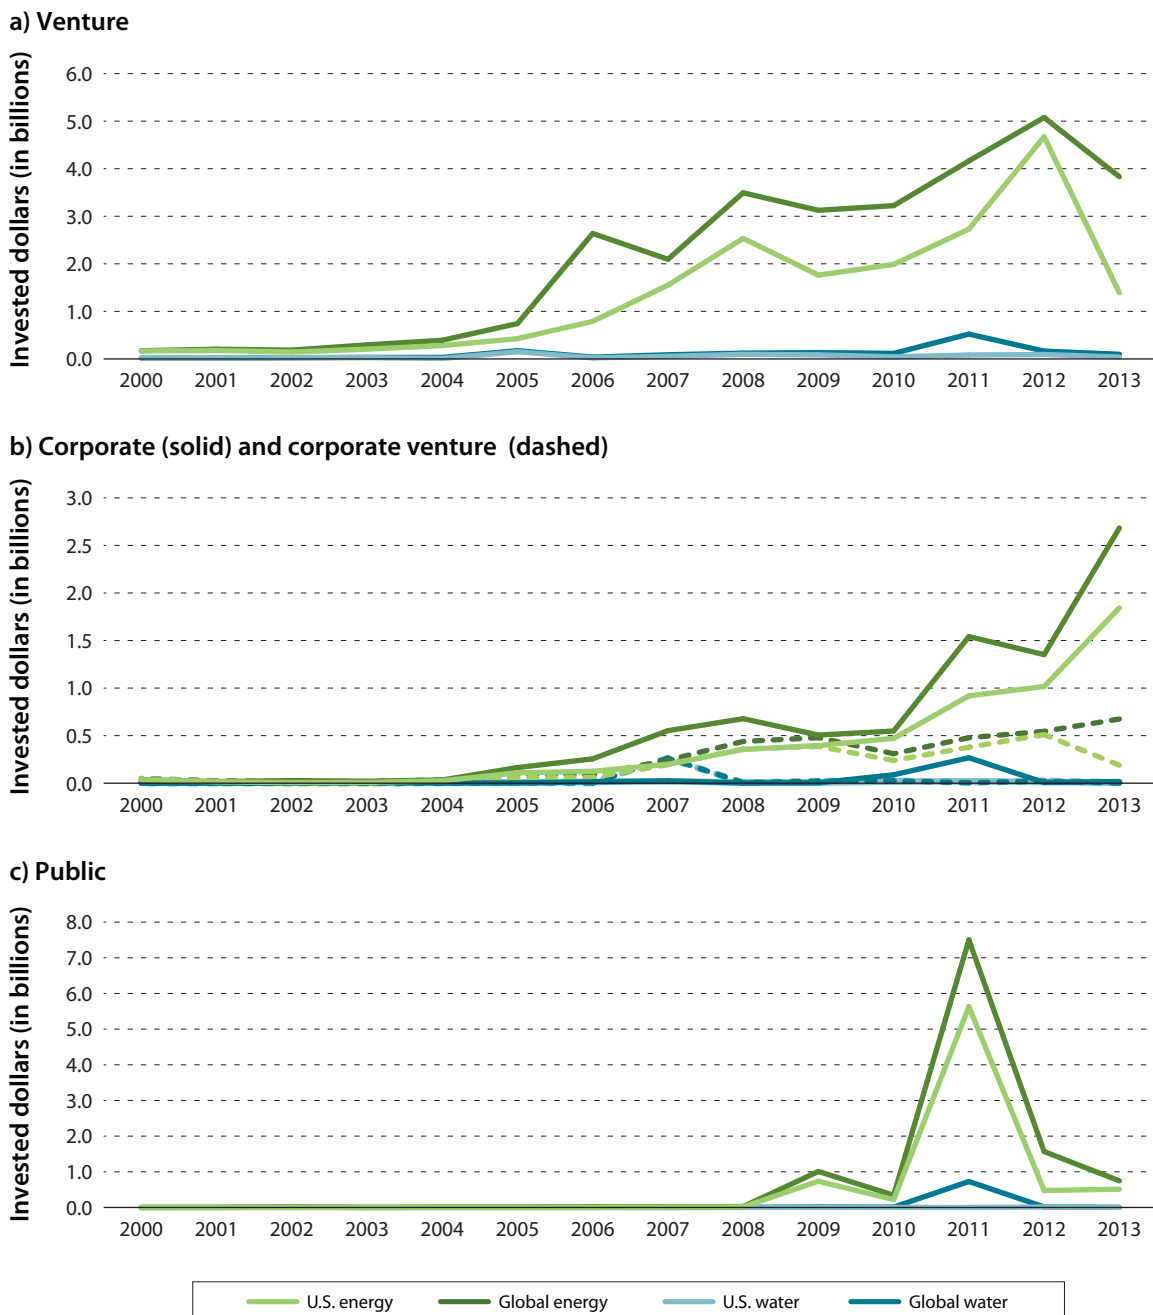 a) Venture
Invested dollars (in billions)
6.0
5.0
4.0
3.0
2.0
1.0
0.0
2000 2001 2002 2003 2004 2005 2006 2007 2008 2009 2010 2011 2012 2013
b) Corporate (solid) and corporate venture (dashed)
Invested dollars (in billions)
3.0
2.5
2.0
1.5
1.0
0.5
0.0
2000 2001 2002 2003 2004 2005 2006 2007 2008 2009 2010 2011 2012 2013
c) Public
Invested dollars (in billions)
8.0
7.0
6.0
5.0
4.0
3.0
2.0
1.0
0.0
2000 2001 2002 2003 2004 2005 2006 2007 2008 2009 2010 2011 2012 2013
U.S. energy Global energy U.S. water Global water